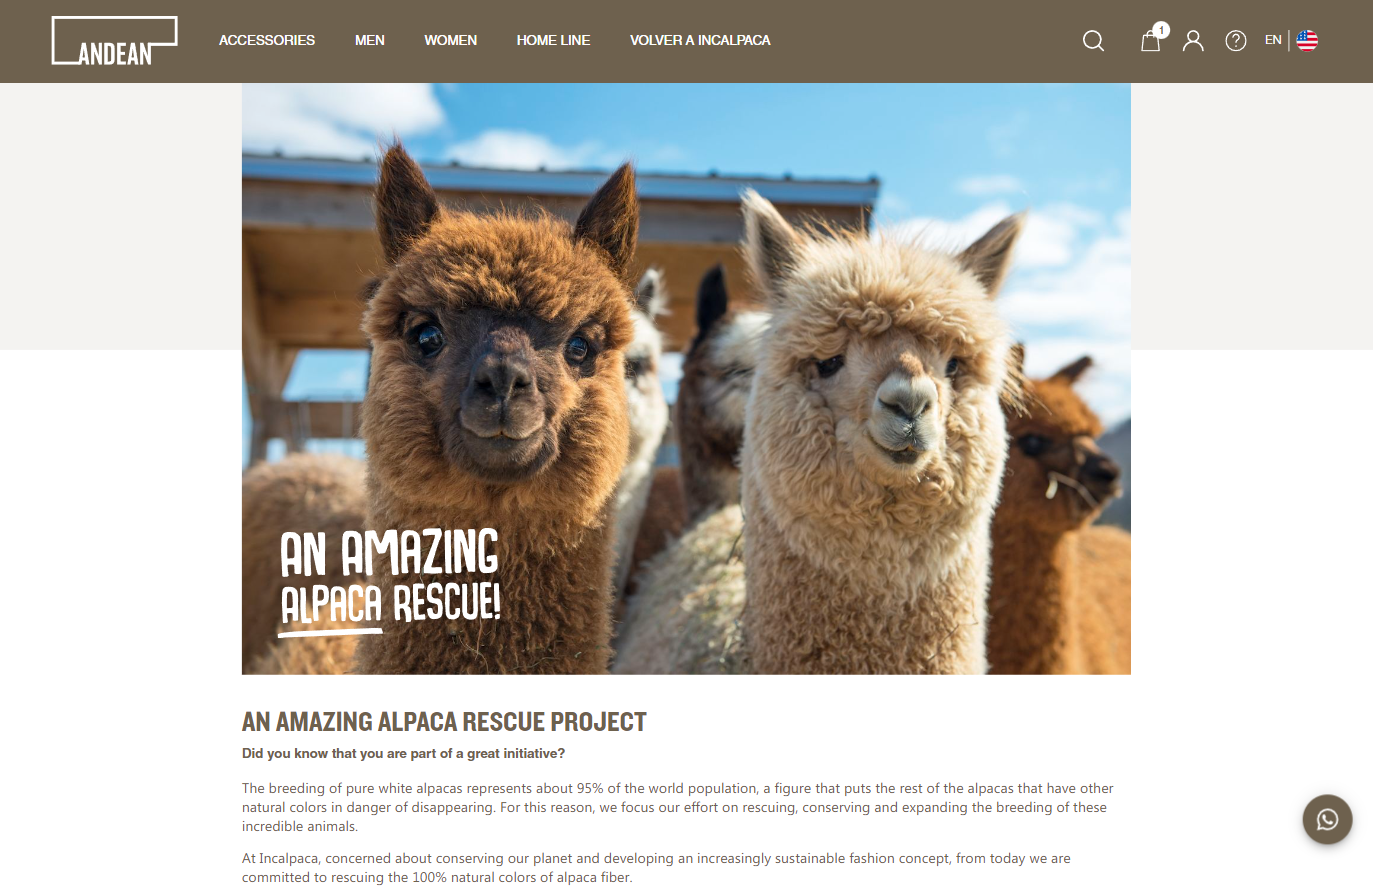 ANDEAN
ACCESSORIES MEN WOMEN HOME LINE VOLVER A INCALPACA
1
EN
AN AMAZING
ALPACA RESCUE!
AN AMAZING ALPACA RESCUE PROJECT
Did you know that you are part of a great initiative?
The breeding of pure white alpacas represents about 95% of the world population, a figure that puts the rest of the alpacas that have other
natural colors in danger of disappearing. For this reason, we focus our effort on rescuing, conserving and expanding the breeding of these
incredible animals.
At Incalpaca, concerned about conserving our planet and developing an increasingly sustainable fashion concept, from today we are
committed to rescuing the 100% natural colors of alpaca fiber.